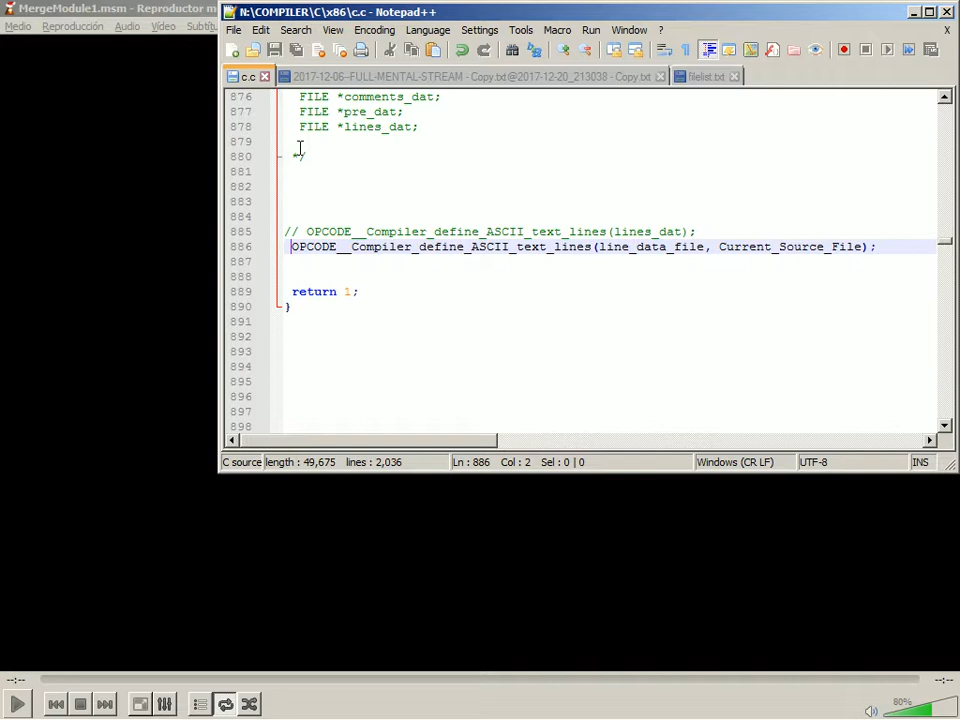 MergeModule1.msm - Reproductor m
Medio Reproducción Audio Vídeo Subtít
N:\COMPILER\C\x86\c.c - Notepad++
File Edit Search View Encoding Language Settings Tools Macro Run Window ? X
c.c 2017-12-06--FULL-MENTAL-STREAM - Copy.txt@2017-12-20_213038 - Copy.txt filelist.txt
876 FILE *comments_dat;
877 FILE *pre_dat;
878 FILE *lines_dat;
879
880 */
881
882
883
884
885 // OPCODE__Compiler_define_ASCII_text_lines(lines_dat);
886 OPCODE__Compiler_define_ASCII_text_lines(line_data_file, Current_Source_File);
887
888
889 return 1;
890 }
891
892
893
894
895
896
897
898
C source length : 49,675 lines : 2,036 Ln : 886 Col : 2 Sel : 0 | 0 Windows (CR LF) UTF-8 INS
--:-- --:--
80%